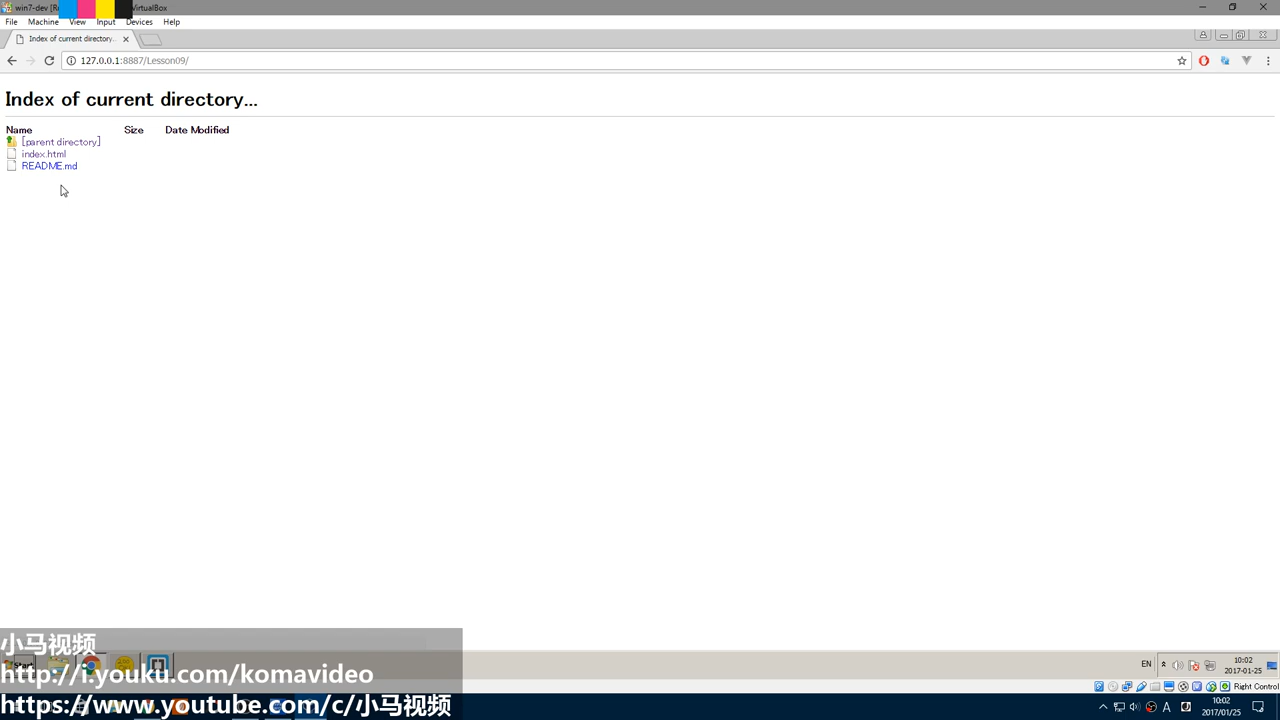 win7-dev [R
VirtualBox
File Machine View Input Devices Help
Index of current directory...
127.0.0.1:8887/Lesson09/
Index of current directory...
Name Size Date Modified
[parent directory]
index.html
README.md
小马视频
http://i.youku.com/komavideo
https://www.youtube.com/c/小马视频
Start
EN
10:02
2017-01-25
Right Control
A
10:02
2017/01/25